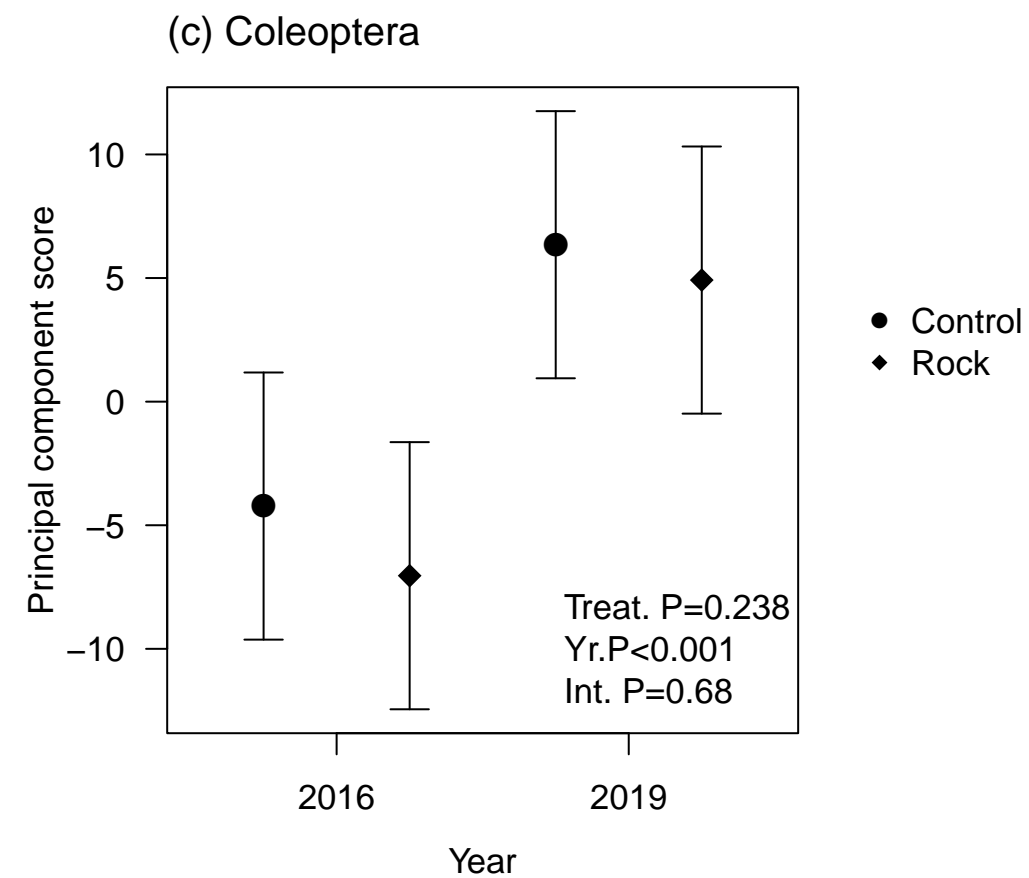 (c) Coleoptera
Principal component score
10
5
0
−5
−10
Treat. P=0.238
Yr.P<0.001
Int. P=0.68
2016
2019
Year
Control
Rock